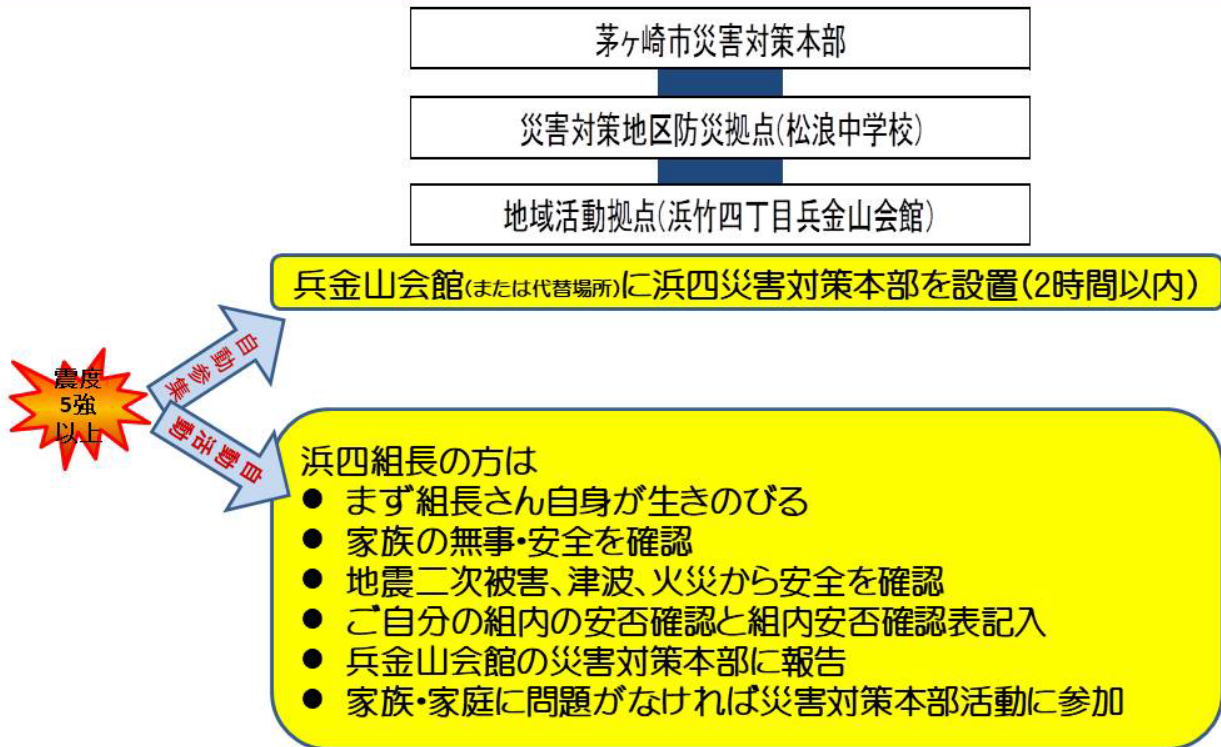 茅ヶ崎市災害対策本部
災害対策地区防災拠点(松浪中学校)
地域活動拠点(浜竹四丁目兵金山会館)
兵金山会館(または代替場所)に浜四災害対策本部を設置(2時間以内)
自動参集
震度
5強
以上
自動活動
浜四組長の方は
● まず組長さん自身が生きのびる
● 家族の無事・安全を確認
● 地震二次被害、津波、火災から安全を確認
● ご自分の組内の安否確認と組内安否確認表記入
● 兵金山会館の災害対策本部に報告
● 家族・家庭に問題がなければ災害対策本部活動に参加